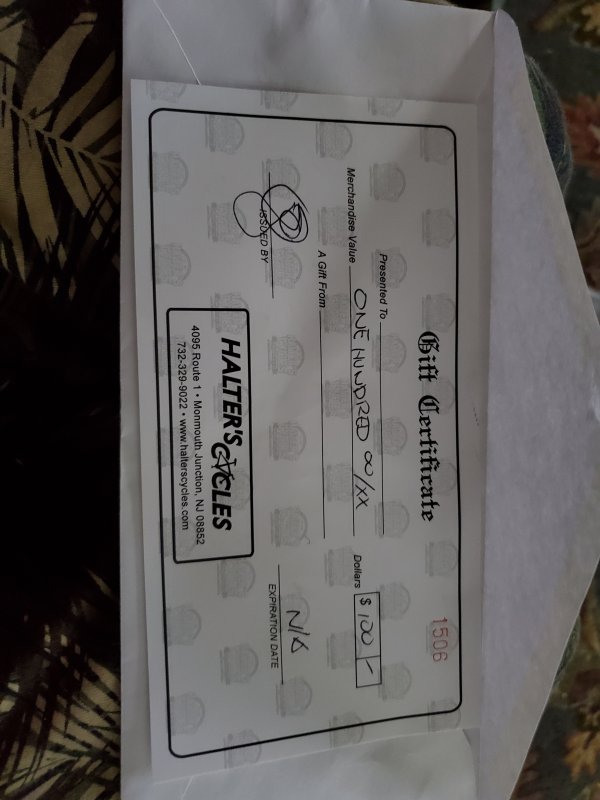 Gift Certificate
1506
Presented To
Merchandise Value ONE HUNDRED 00/XX Dollars $ 100/-
A Gift From
ISSUED BY
N/A
EXPIRATION DATE
HALTER'S CYCLES
4095 Route 1 • Monmouth Junction, NJ 08852
732-329-9022 • www.halterscycles.com